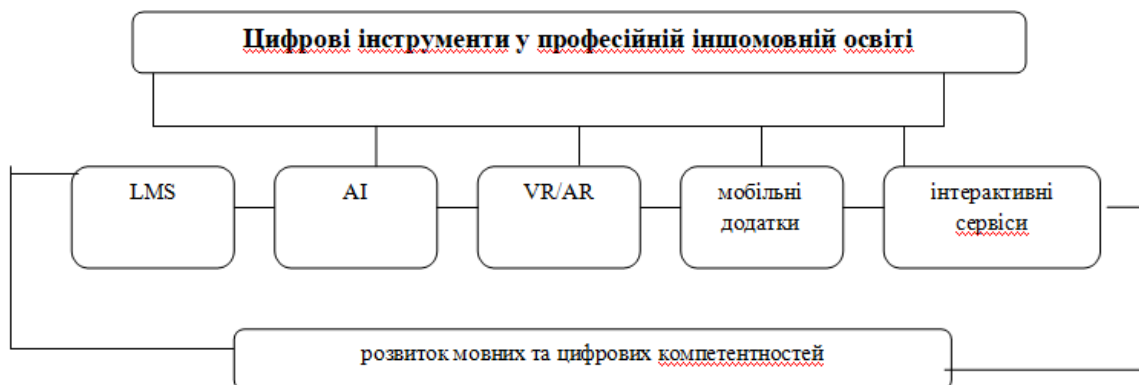 Цифрові інструменти у професійній іншомовній освіті
LMS
AI
VR/AR
мобільні
додатки
інтерактивні
сервіси
розвиток мовних та цифрових компетентностей